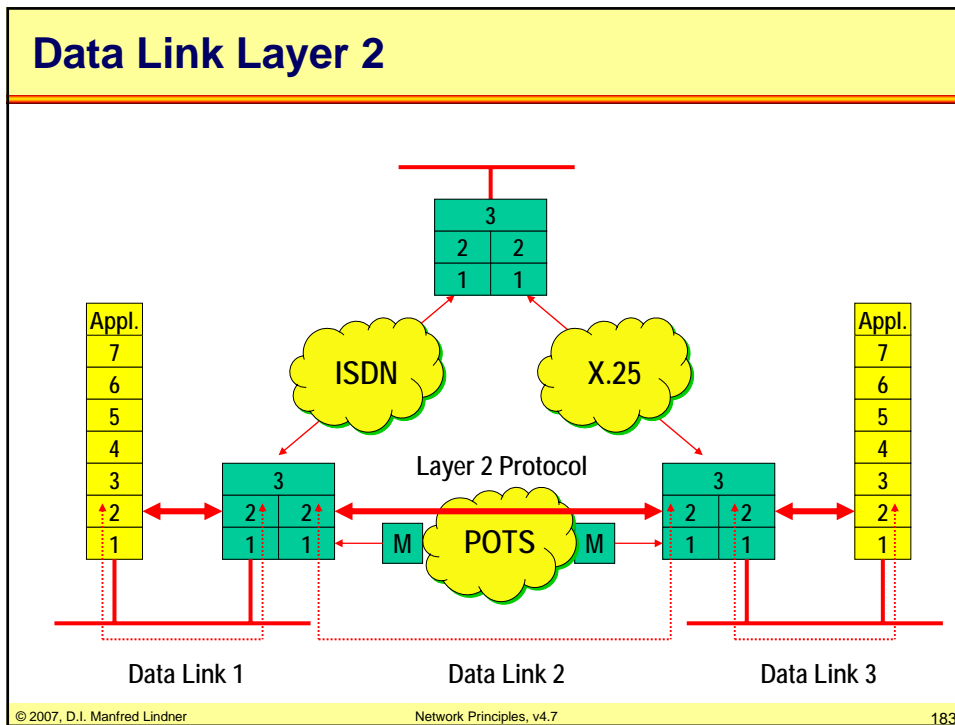 Data Link Layer 2
3
2 2
1 1
Appl.
7
6
5
4
3
2
1
ISDN
X.25
Appl.
7
6
5
4
3
2
1
Layer 2 Protocol
3
2 2
1 1
M
POTS
M
3
2 2
1 1
Data Link 1
Data Link 2
Data Link 3
© 2007, D.I. Manfred Lindner
Network Principles, v4.7
183